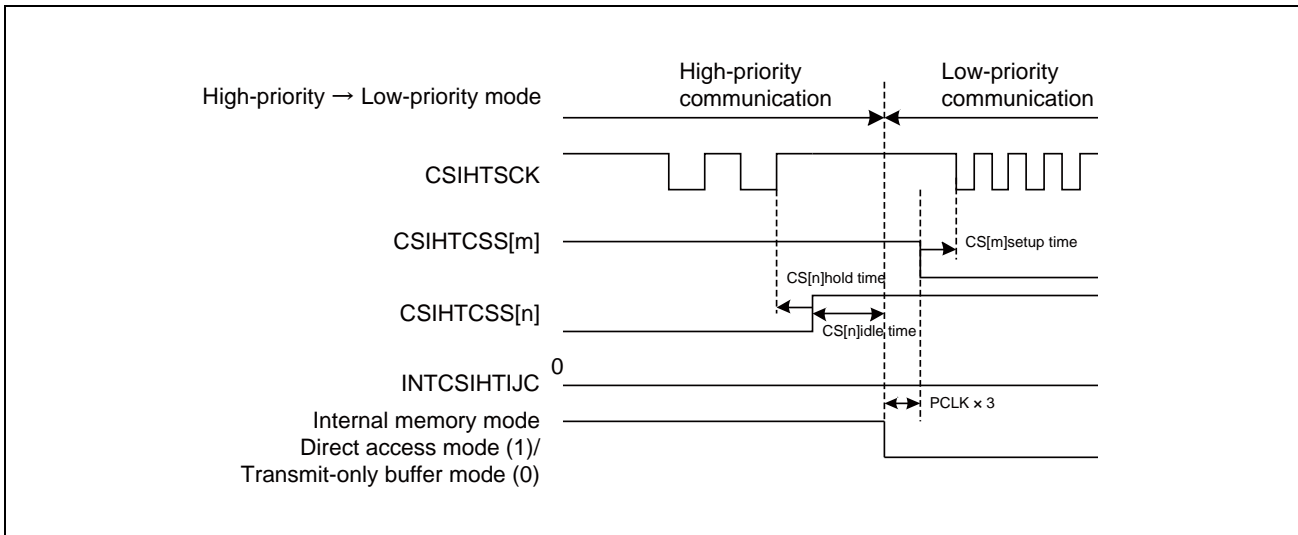 High-priority
communication
Low-priority
communication
High-priority → Low-priority mode
CSIHTSCK
CSIHTCSS[m]
CS[m]setup time
CS[n]hold time
CSIHTCSS[n]
CS[n]idle time
0
INTCSIHTIJC
PCLK × 3
Internal memory mode
Direct access mode (1)/
Transmit-only buffer mode (0)